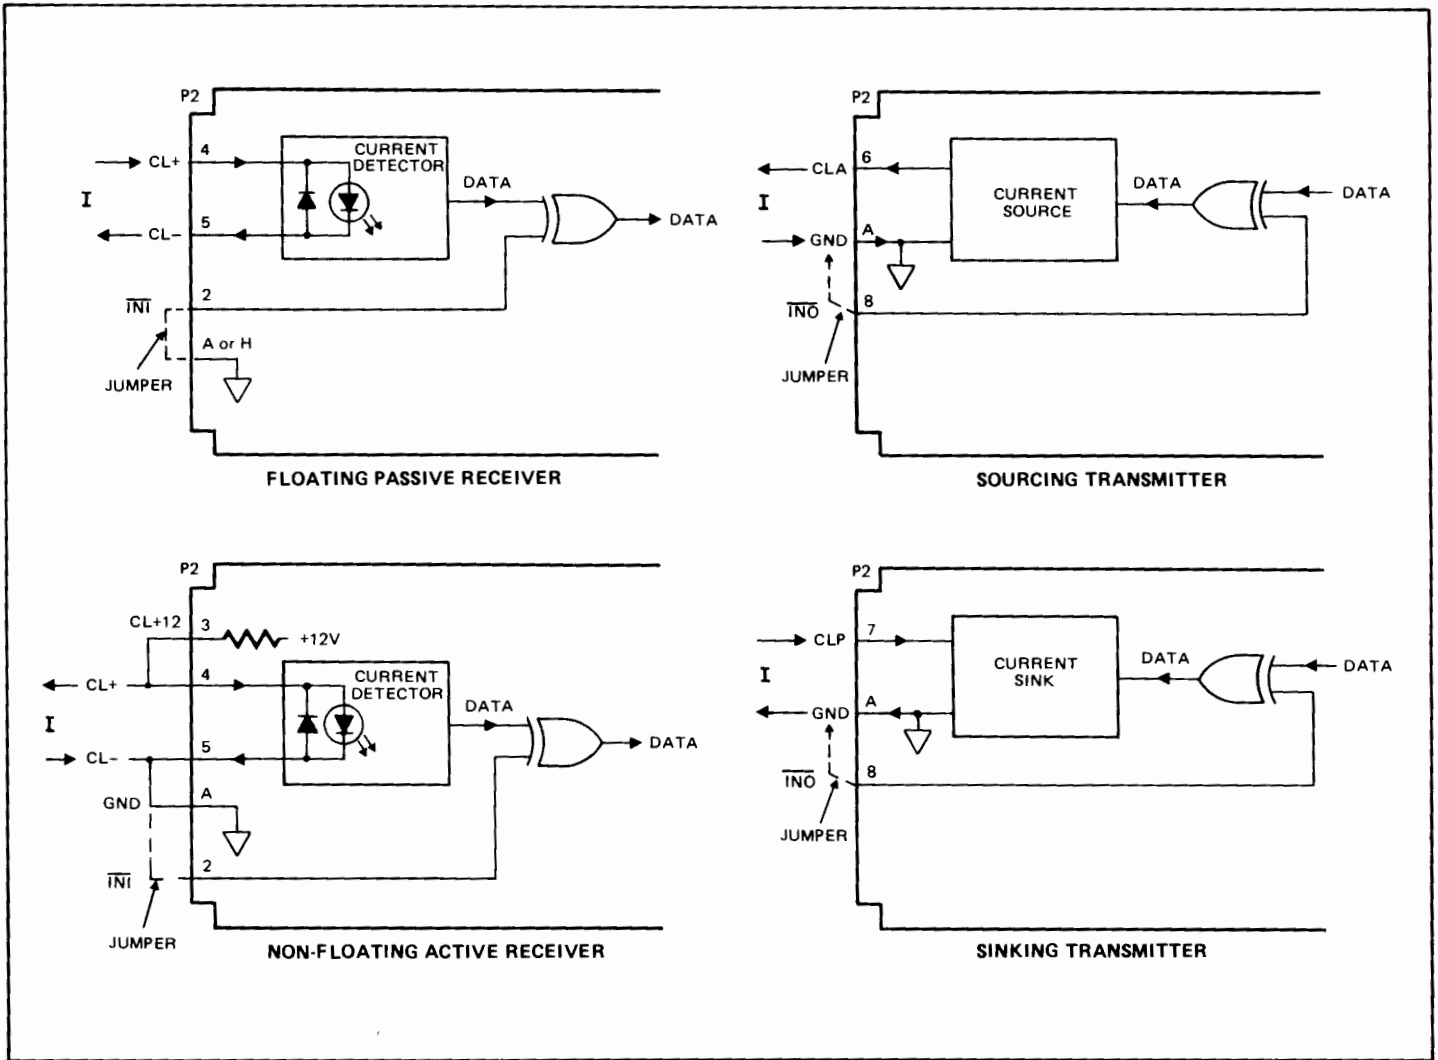 P2
CL+
4
CURRENT
DETECTOR
DATA
I
DATA
CL-
5
INI
2
A or H
JUMPER
FLOATING PASSIVE RECEIVER
P2
CLA
6
CURRENT
SOURCE
DATA
DATA
I
GND
A
INO
8
JUMPER
SOURCING TRANSMITTER
P2
CL+12
3
+12V
CL+
4
CURRENT
DETECTOR
DATA
I
DATA
CL-
5
GND
A
INI
2
JUMPER
NON-FLOATING ACTIVE RECEIVER
P2
CLP
7
CURRENT
SINK
DATA
DATA
I
GND
A
INO
8
JUMPER
SINKING TRANSMITTER